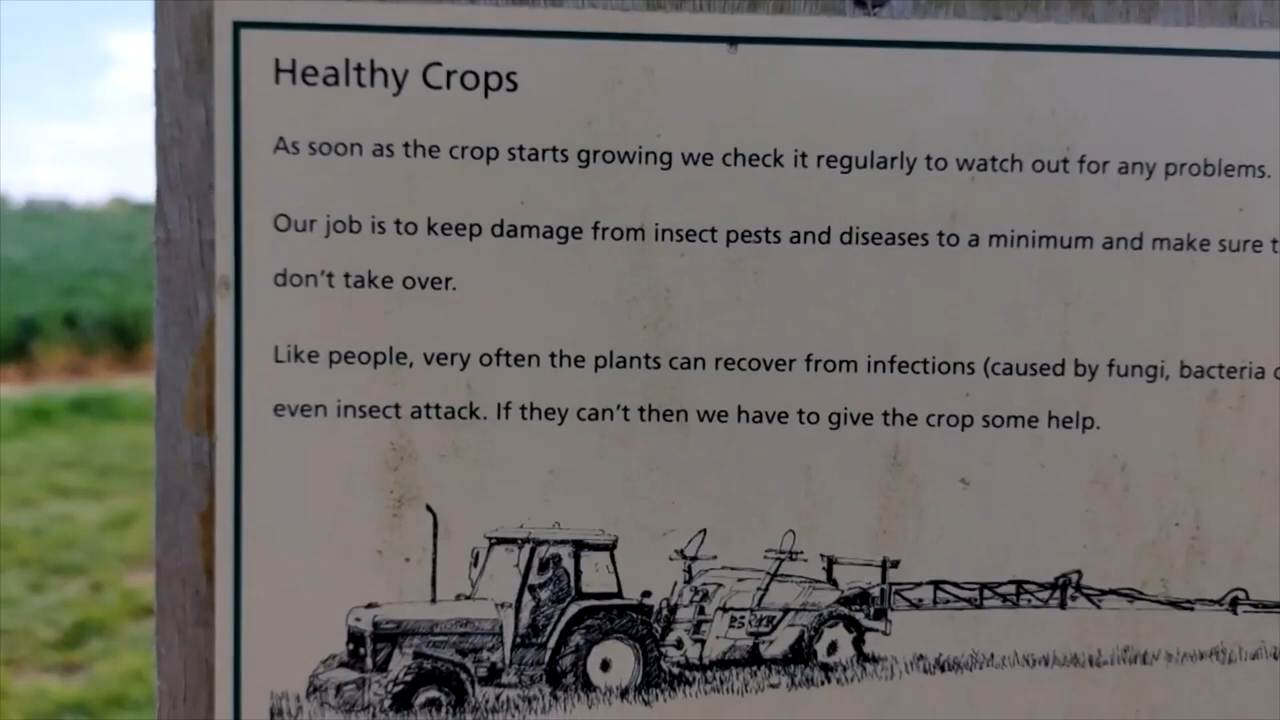 Healthy Crops
As soon as the crop starts growing we check it regularly to watch out for any problems.
Our job is to keep damage from insect pests and diseases to a minimum and make sure
don't take over.
Like people, very often the plants can recover from infections (caused by fungi, bacteria
even insect attack. If they can't then we have to give the crop some help.